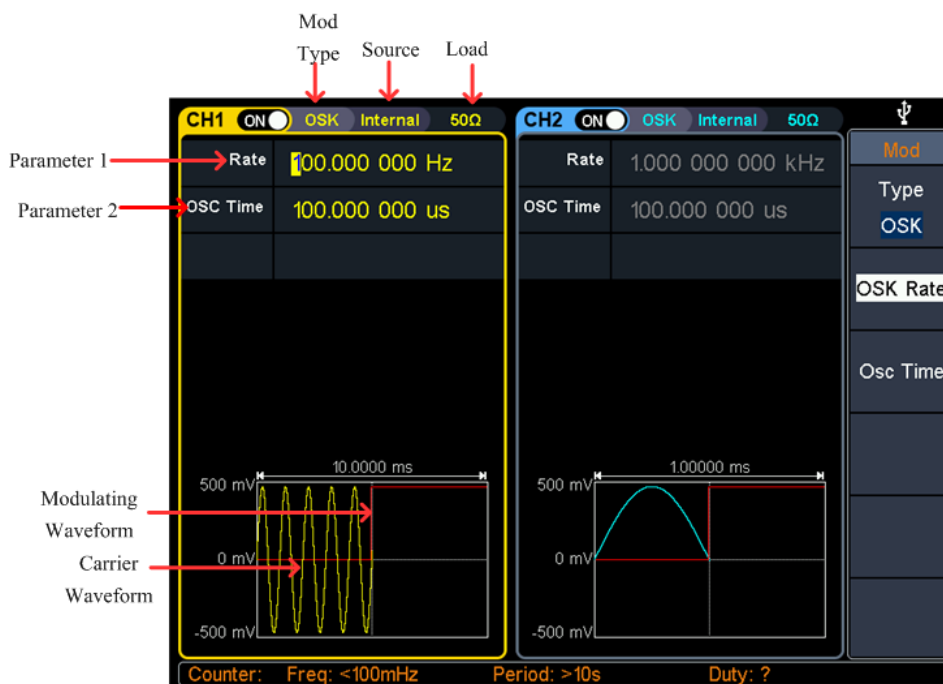 Mod
Type
Source
Load
CH1 ON OSK Internal 50Ω
CH2 ON OSK Internal 50Ω
Mod
Parameter 1
Rate 100.000 000 Hz
Rate 1.000 000 000 kHz
Type
OSK
Parameter 2
OSC Time 100.000 000 us
OSC Time 100.000 000 us
OSK Rate
Osc Time
10.0000 ms
500 mV
0 mV
-500 mV
1.00000 ms
500 mV
0 mV
-500 mV
Modulating
Waveform
Carrier
Waveform
Counter: Freq: <100mHz Period: >10s Duty: ?